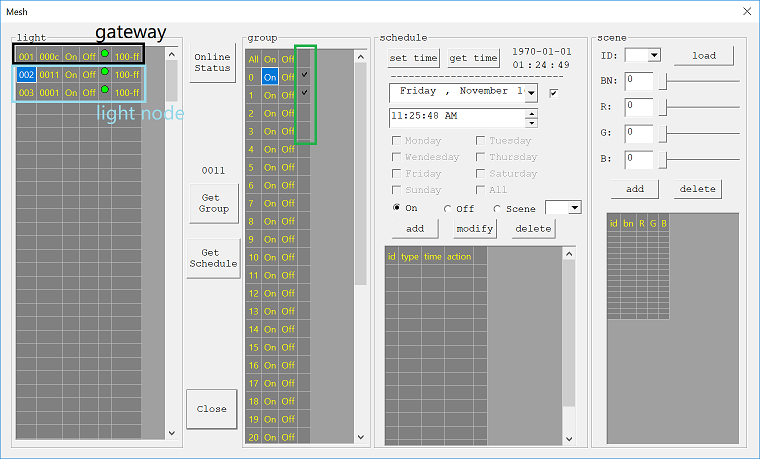 Mesh
light
gateway
001 000c On Off 100-ff
002 0011 On Off 100-ff
003 0001 On Off 100-ff
light node
Online
Status
0011
Get
Group
Get
Schedule
Close
group
All On Off
0 On Off
1 On Off
2 On Off
3 On Off
4 On Off
5 On Off
6 On Off
7 On Off
8 On Off
9 On Off
10 On Off
11 On Off
12 On Off
13 On Off
14 On Off
15 On Off
16 On Off
17 On Off
18 On Off
19 On Off
20 On Off
schedule
set time get time 1970-01-01
01:24:49
Friday , November 1
11:25:48 AM
Monday Tuesday
Wendesday Thursday
Friday Saturday
Sunday All
On Off Scene
add modify delete
id type time action
scene
ID: load
BN: 0
R: 0
G: 0
B: 0
add delete
id bn R G B